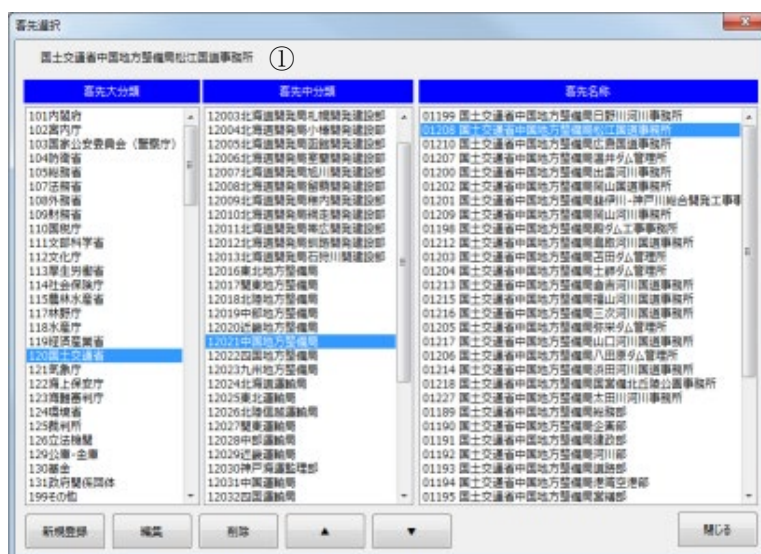 書先選択
国土交通省中国地方整備局松江国道事務所 ①
書先大分類
101内閣府
102宮内庁
103国家公安委員会(警察庁)
104防衛省
105総務省
107法務省
108外務省
109財務省
110国税庁
111文部科学省
112文化庁
113厚生労働省
114社会保険庁
115農林水産省
117林野庁
118水産庁
119経済産業省
120国土交通省
121気象庁
122海上保安庁
123海難審判庁
124環境省
125裁判所
126立法機関
129公庫・金庫
130基金
131政府関係団体
199その他
書先中分類
12003北海道開発局札幌開発建設部
12004北海道開発局小樽開発建設部
12005北海道開発局函館開発建設部
12006北海道開発局室蘭開発建設部
12007北海道開発局旭川開発建設部
12008北海道開発局留萌開発建設部
12009北海道開発局稚内開発建設部
12010北海道開発局網走開発建設部
12011北海道開発局帯広開発建設部
12012北海道開発局釧路開発建設部
12013北海道開発局石狩川開発建設部
12016東北地方整備局
12017関東地方整備局
12018北陸地方整備局
12019中部地方整備局
12020近畿地方整備局
12021中国地方整備局
12022四国地方整備局
12023九州地方整備局
12024北海道運輸局
12025東北運輸局
12026北陸信越運輸局
12027関東運輸局
12028中部運輸局
12029近畿運輸局
12030神戸海運監理部
12031中国運輸局
12032四国運輸局
書先名称
01199 国土交通省中国地方整備局日野川河川事務所
01208 国土交通省中国地方整備局松江国道事務所
01210 国土交通省中国地方整備局広島国道事務所
01207 国土交通省中国地方整備局温井ダム管理所
01200 国土交通省中国地方整備局出雲河川事務所
01202 国土交通省中国地方整備局岡山国道事務所
01201 国土交通省中国地方整備局斐伊川・神戸川総合開発工事事
01209 国土交通省中国地方整備局岡山河川事務所
01198 国土交通省中国地方整備局殿ダム工事事務所
01212 国土交通省中国地方整備局鳥取河川国道事務所
01203 国土交通省中国地方整備局苫田ダム管理所
01204 国土交通省中国地方整備局土師ダム管理所
01213 国土交通省中国地方整備局倉吉河川国道事務所
01215 国土交通省中国地方整備局福山河川国道事務所
01216 国土交通省中国地方整備局三次河川国道事務所
01205 国土交通省中国地方整備局弥栄ダム管理所
01217 国土交通省中国地方整備局山口河川国道事務所
01206 国土交通省中国地方整備局八田原ダム管理所
01214 国土交通省中国地方整備局浜田河川国道事務所
01218 国土交通省中国地方整備局国営備北丘陵公園事務所
01227 国土交通省中国地方整備局太田川河川事務所
01189 国土交通省中国地方整備局総務部
01190 国土交通省中国地方整備局企画部
01191 国土交通省中国地方整備局建政部
01192 国土交通省中国地方整備局河川部
01193 国土交通省中国地方整備局道路部
01194 国土交通省中国地方整備局港湾空港部
01195 国土交通省中国地方整備局営繕部
新規登録 編集 削除 ▲ ▼ 閉じる